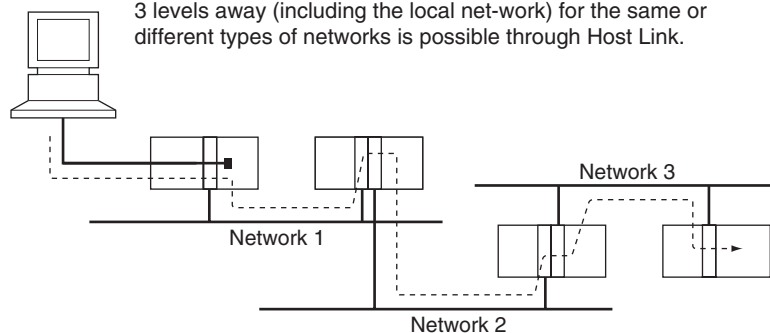 3 levels away (including the local net-work) for the same or
different types of networks is possible through Host Link.
Network 3
Network 1
Network 2